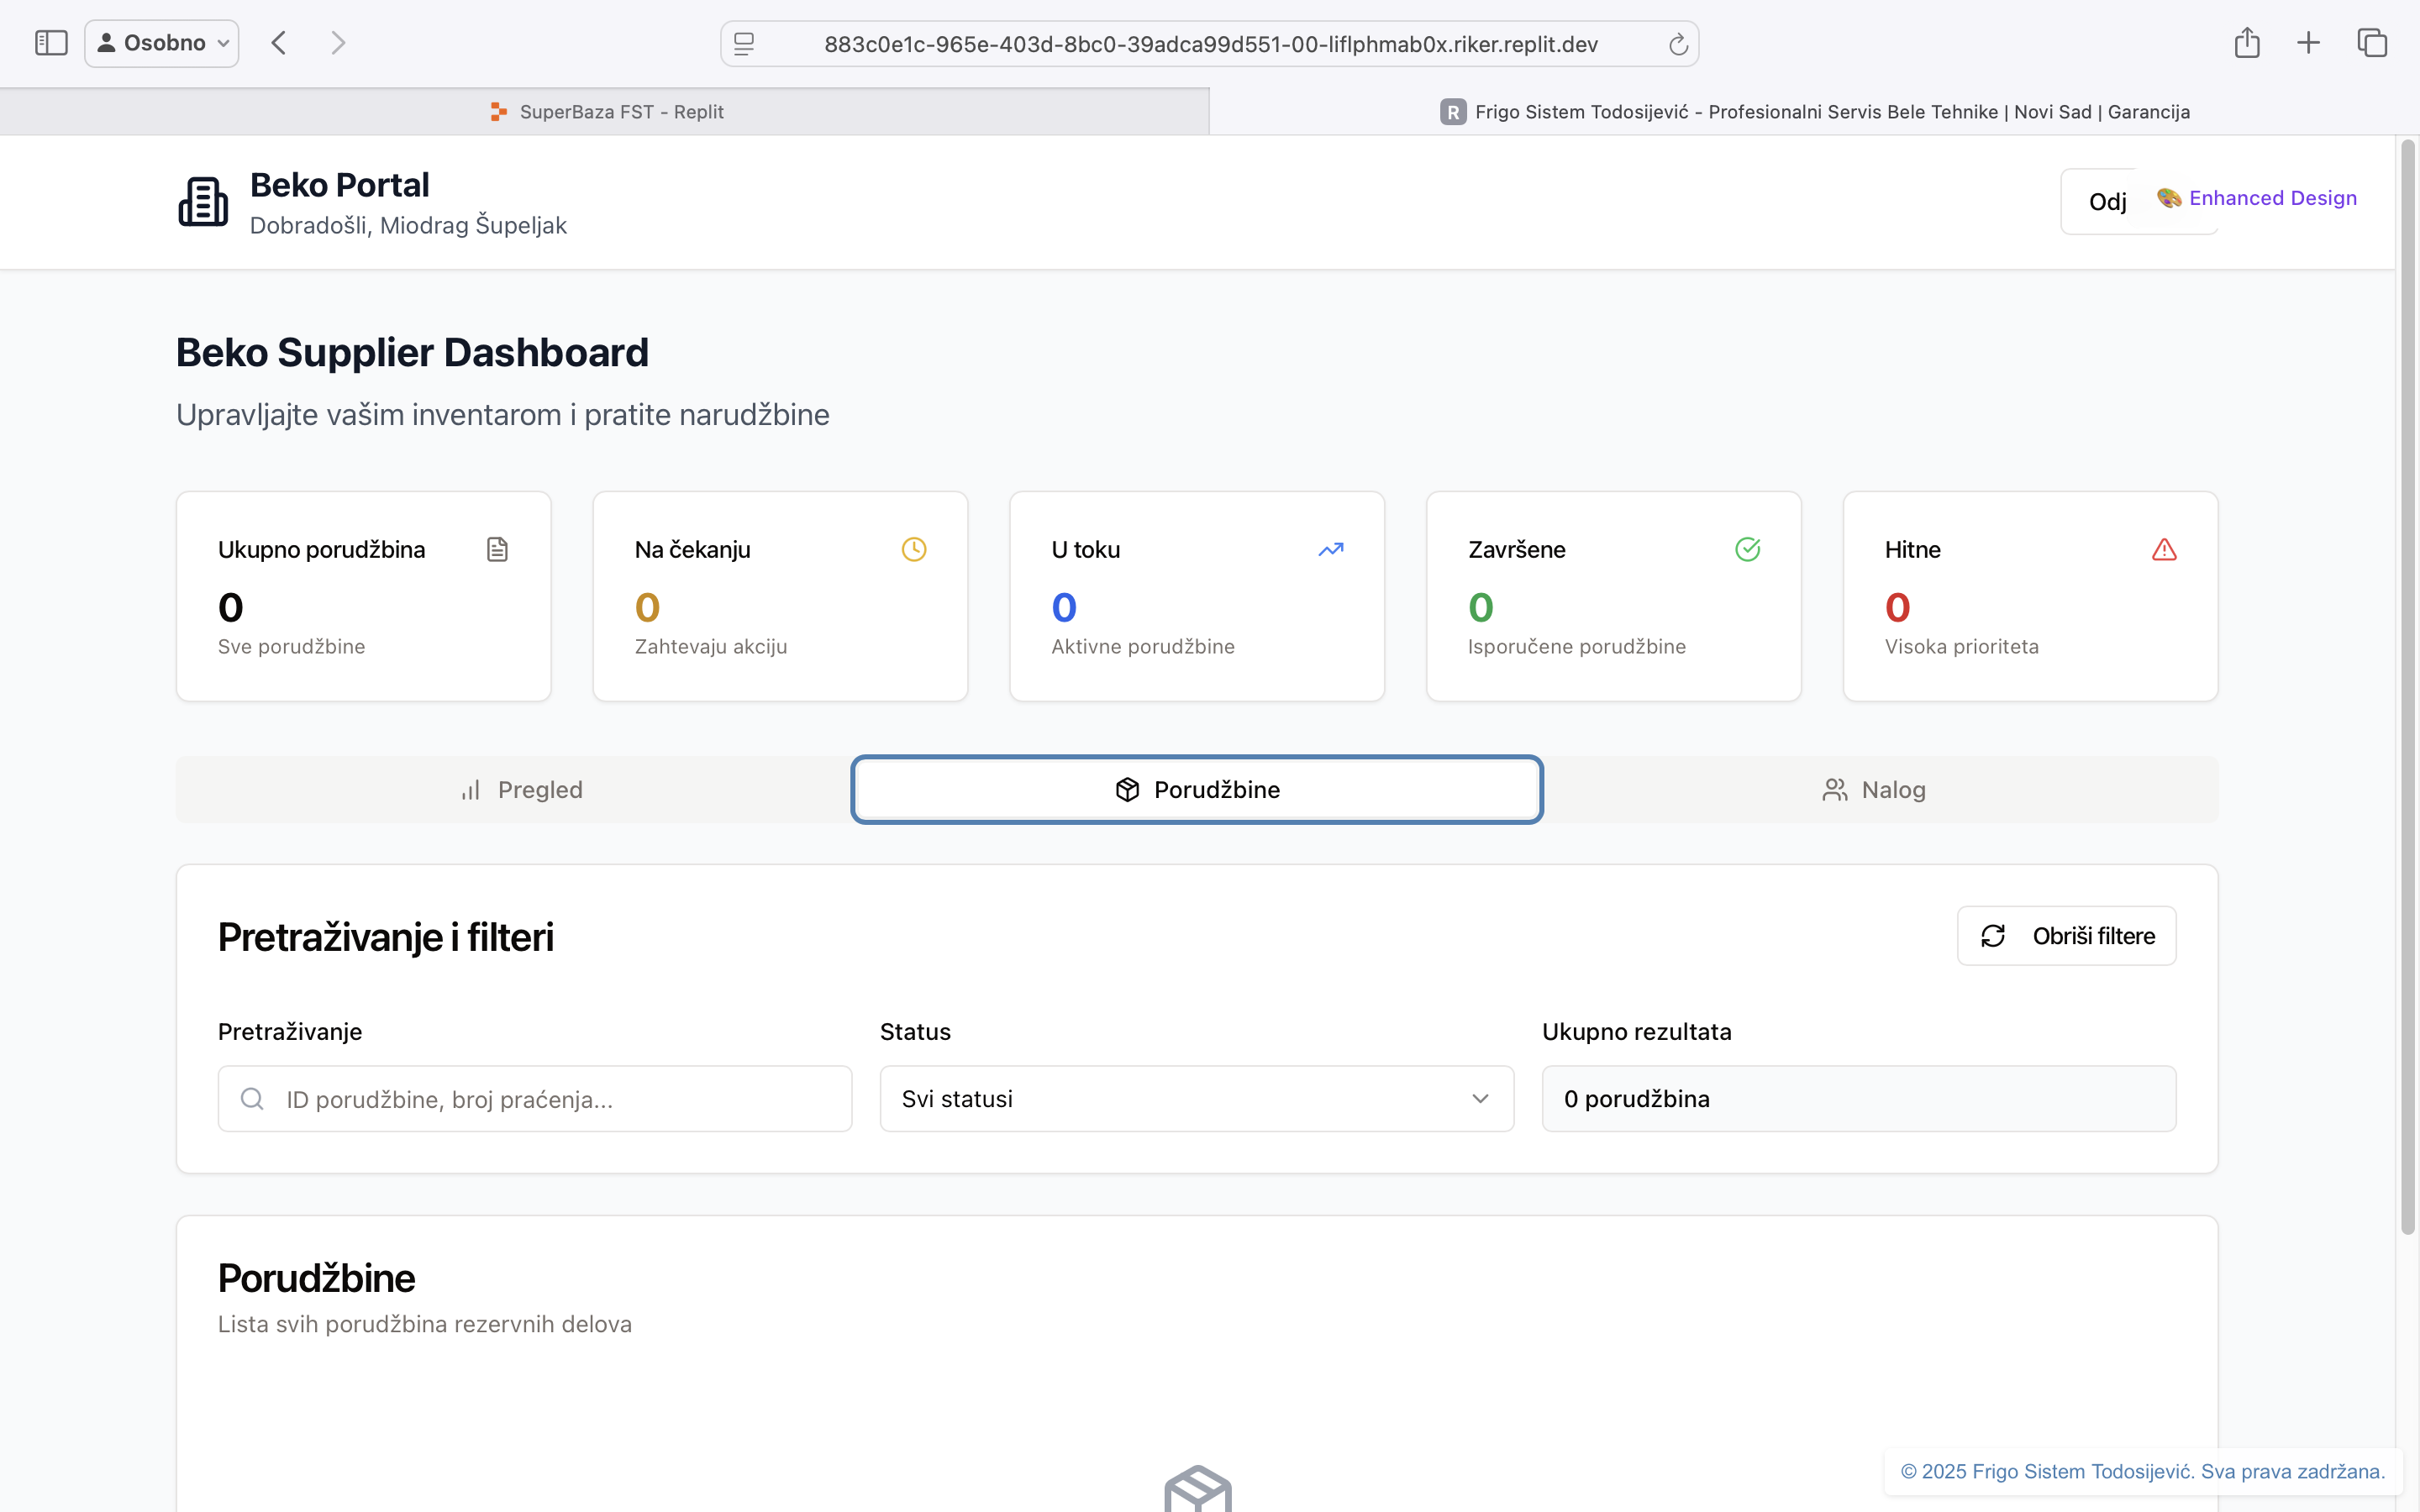 Osobno
883c0e1c-965e-403d-8bc0-39adca99d551-00-liflphmab0x.riker.replit.dev
SuperBaza FST - Replit
R Frigo Sistem Todosijević - Profesionalni Servis Bele Tehnike | Novi Sad | Garancija
Beko Portal
Dobradošli, Miodrag Šupeljak
Odj
Enhanced Design
Beko Supplier Dashboard
Upravljajte vašim inventarom i pratite narudžbine
Ukupno porudžbina
0
Sve porudžbine
Na čekanju
0
Zahtevaju akciju
U toku
0
Aktivne porudžbine
Završene
0
Isporučene porudžbine
Hitne
0
Visoka prioriteta
Pregled
Porudžbine
Nalog
Pretraživanje i filteri
Obriši filtere
Pretraživanje
ID porudžbine, broj praćenja...
Status
Svi statusi
Ukupno rezultata
0 porudžbina
Porudžbine
Lista svih porudžbina rezervnih delova
© 2025 Frigo Sistem Todosijević. Sva prava zadržana.